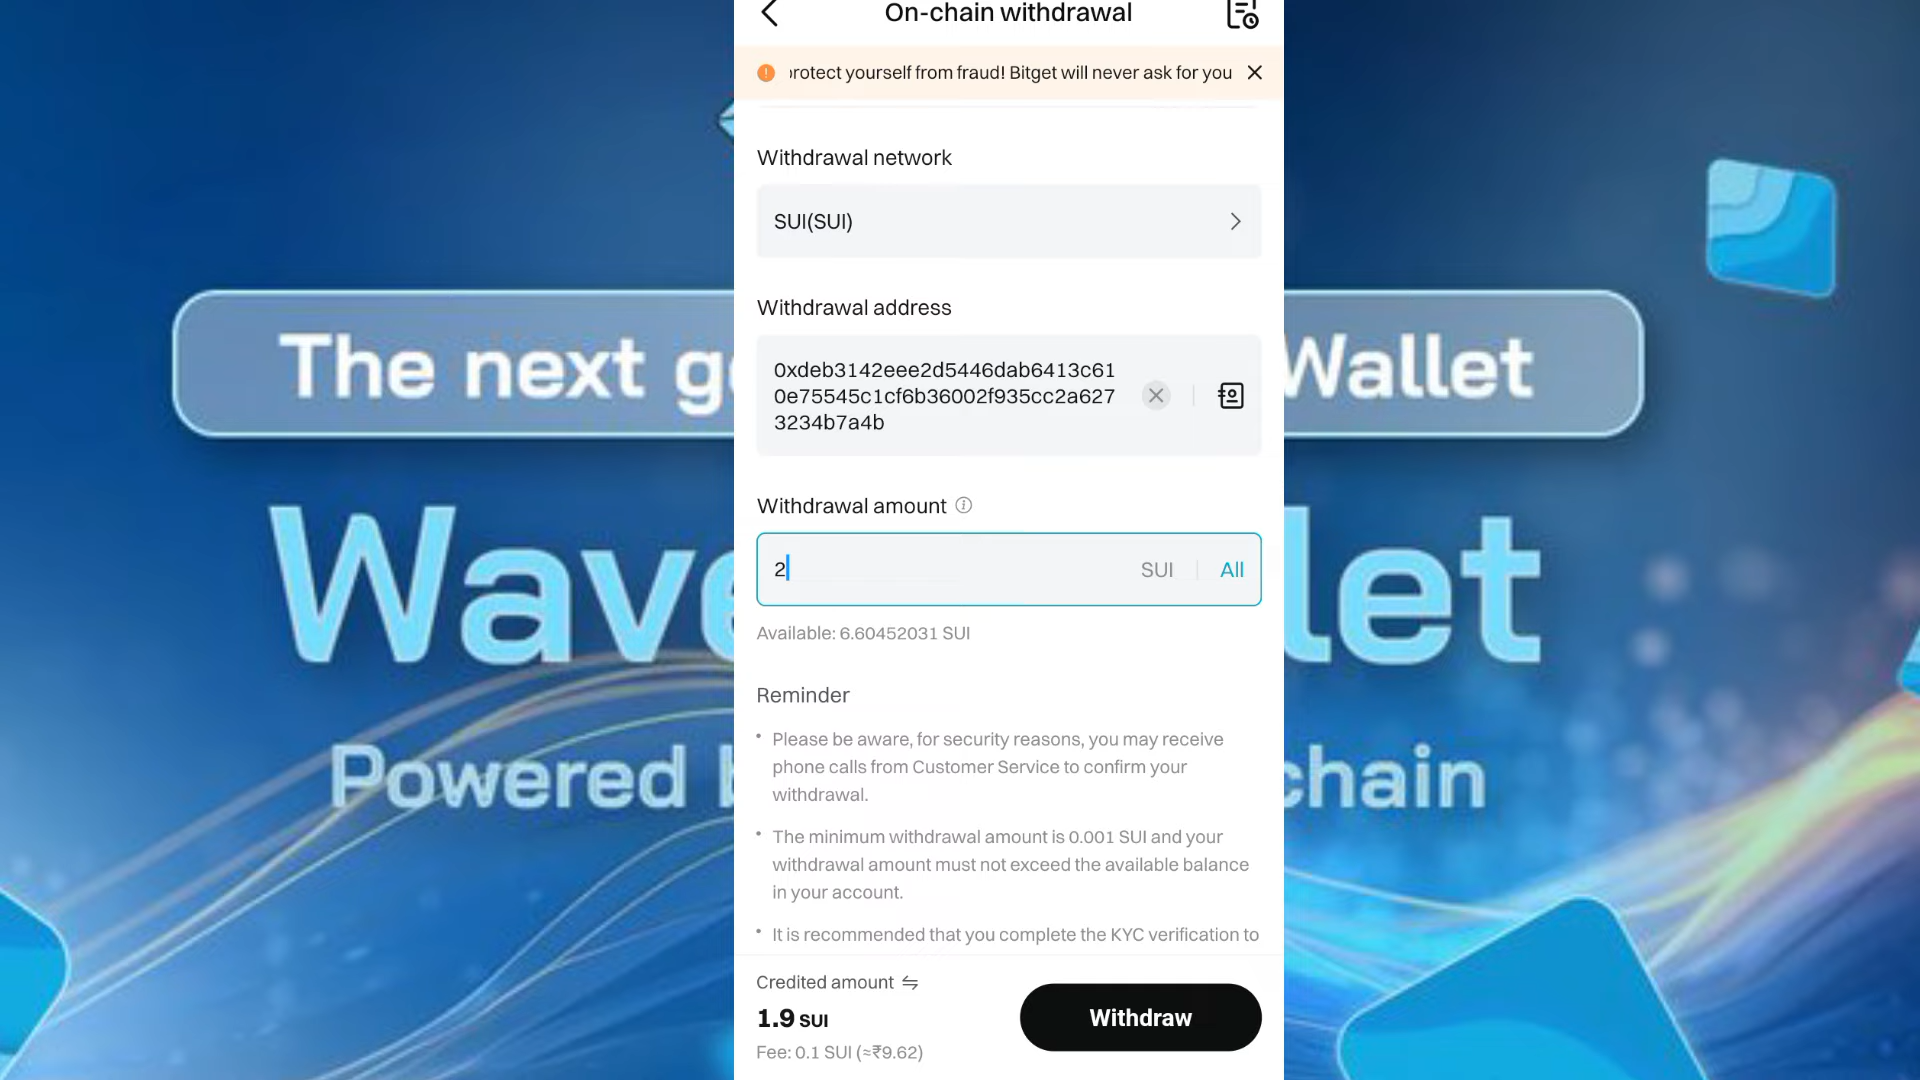 On-chain withdrawal
protect yourself from fraud! Bitget will never ask for you
Withdrawal network
SUI(SUI)
Withdrawal address
0xdeb3142eee2d5446dab6413c61
0e75545c1cf6b36002f935cc2a627
3234b7a4b
Withdrawal amount
2 SUI All
Available: 6.60452031 SUI
Reminder
• Please be aware, for security reasons, you may receive
phone calls from Customer Service to confirm your
withdrawal.
• The minimum withdrawal amount is 0.001 SUI and your
withdrawal amount must not exceed the available balance
in your account.
• It is recommended that you complete the KYC verification to
Credited amount
1.9 SUI
Fee: 0.1 SUI (≈₹9.62)
Withdraw
The next g Wallet
Wave let
Powered b chain